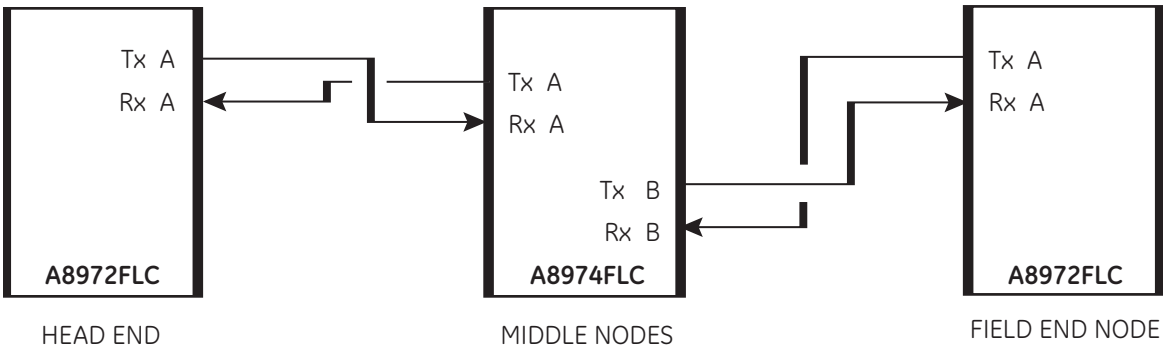 Tx A
Rx A
A8972FLC
HEAD END
Tx A
Rx A
Tx B
Rx B
A8974FLC
MIDDLE NODES
Tx A
Rx A
A8972FLC
FIELD END NODE